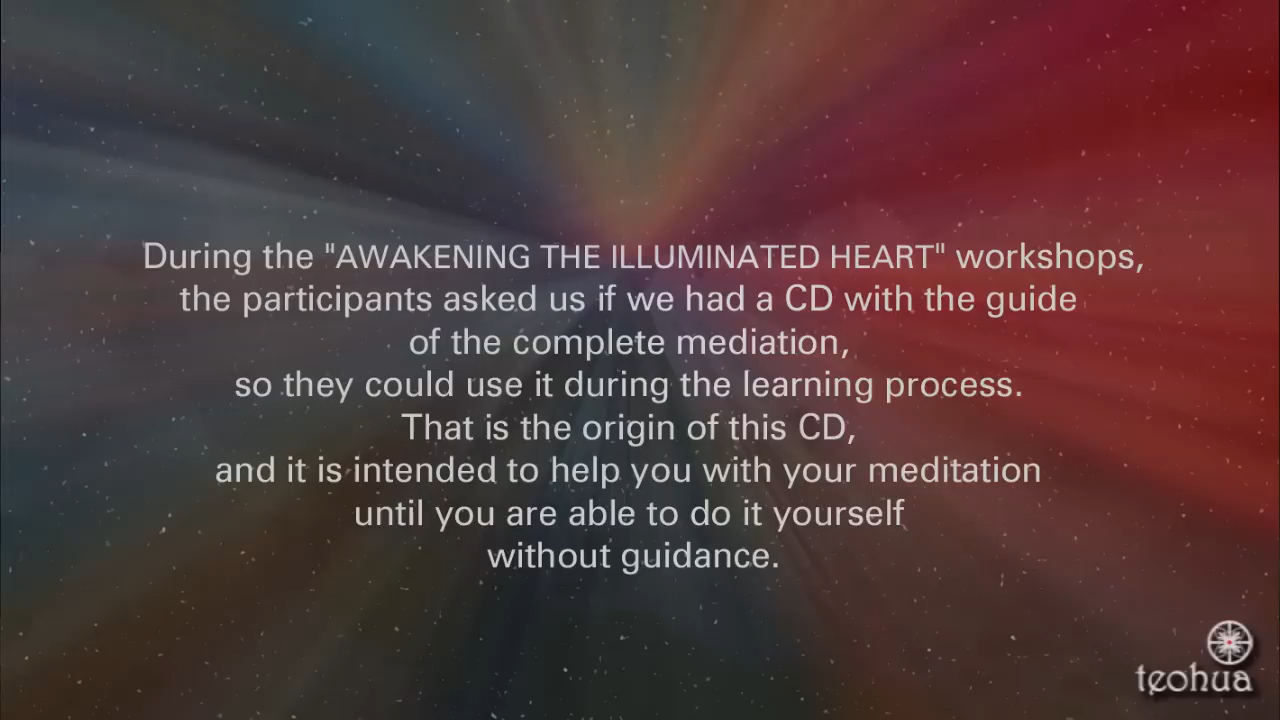 During the "AWAKENING THE ILLUMINATED HEART" workshops,
the participants asked us if we had a CD with the guide
of the complete mediation,
so they could use it during the learning process.
That is the origin of this CD,
and it is intended to help you with your meditation
until you are able to do it yourself
without guidance.
teohua